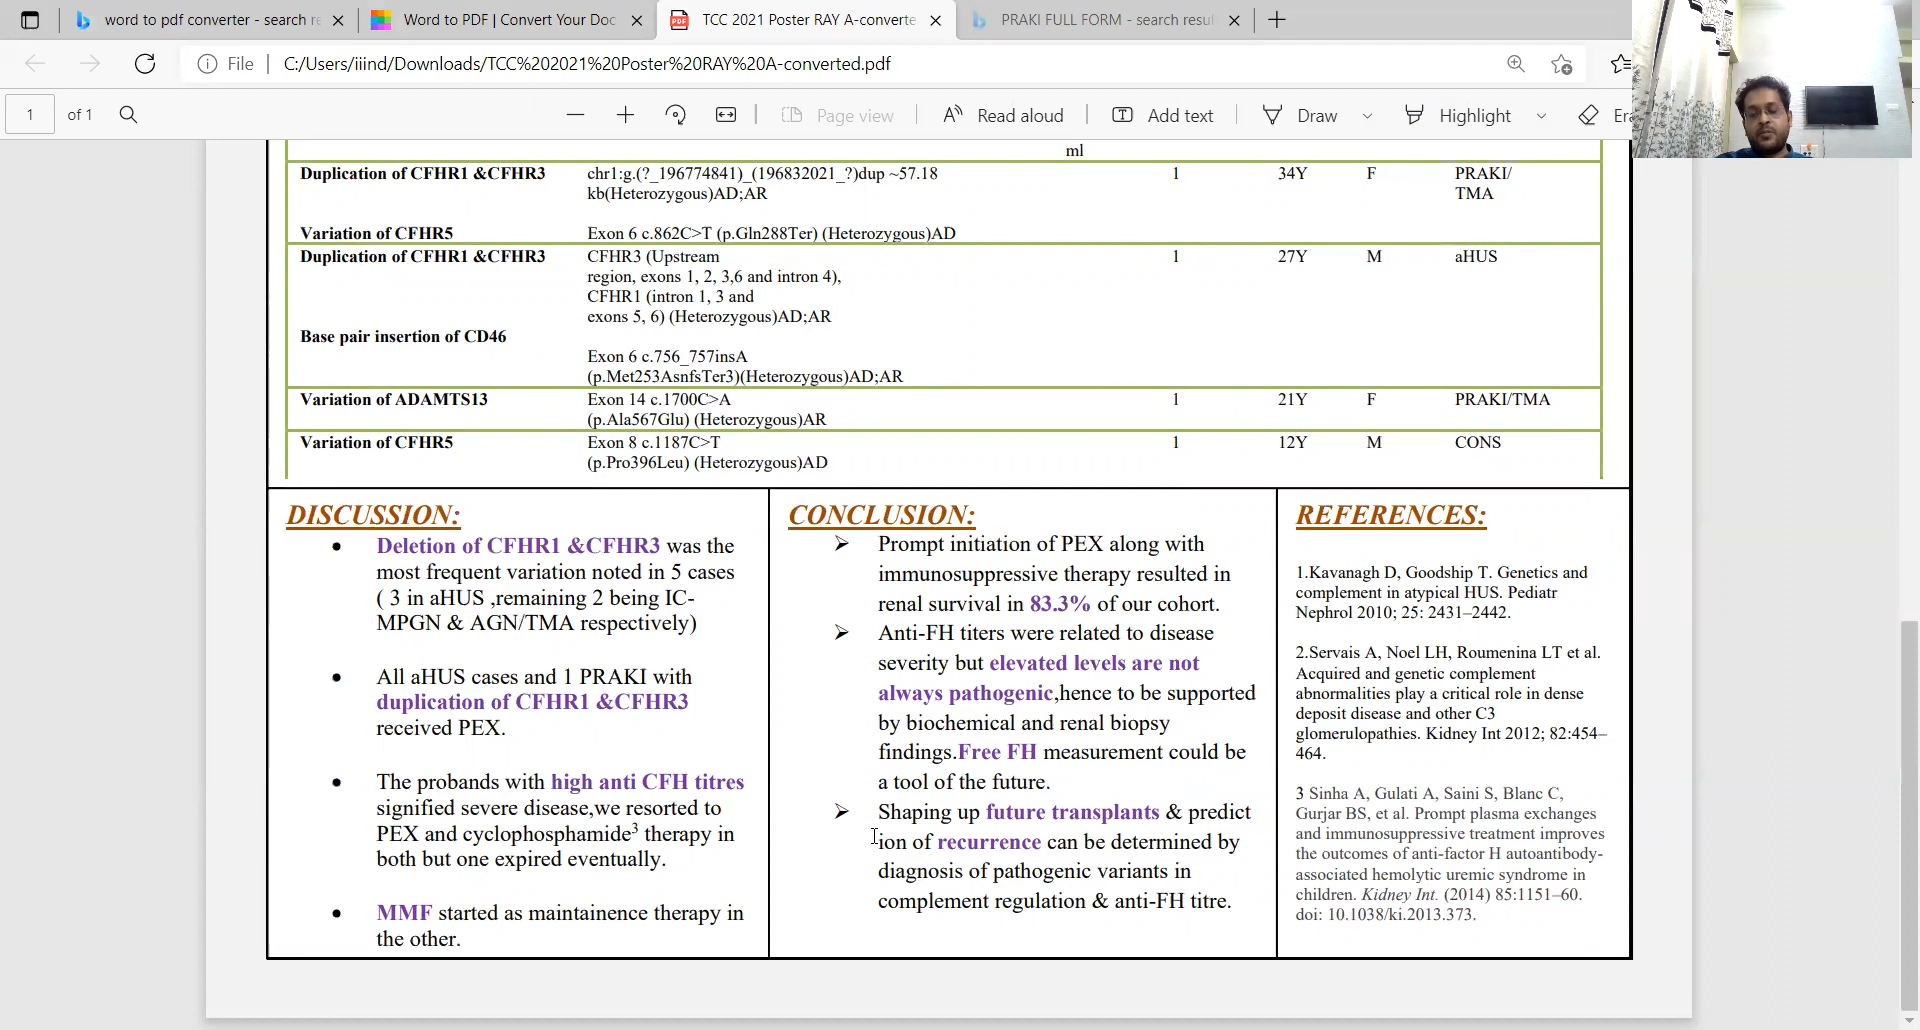 word to pdf converter - search re
Word to PDF | Convert Your Doc
TCC 2021 Poster RAY A-converte
PRAKI FULL FORM - search resul
File
C:/Users/iiind/Downloads/TCC%202021%20Poster%20RAY%20A-converted.pdf
1 of 1
Page view
Read aloud
Add text
Draw
Highlight
Era
ml
Duplication of CFHR1 &CFHR3 chr1:g.(?_196774841)_(196832021_?)dup ~57.18 1 34Y F PRAKI/
kb(Heterozygous)AD;AR TMA
Variation of CFHR5 Exon 6 c.862C>T (p.Gln288Ter) (Heterozygous)AD
Duplication of CFHR1 &CFHR3 CFHR3 (Upstream 1 27Y M aHUS
region, exons 1, 2, 3,6 and intron 4),
CFHR1 (intron 1, 3 and
exons 5, 6) (Heterozygous)AD;AR
Base pair insertion of CD46
Exon 6 c.756_757insA
(p.Met253AsnfsTer3)(Heterozygous)AD;AR
Variation of ADAMTS13 Exon 14 c.1700C>A 1 21Y F PRAKI/TMA
(p.Ala567Glu) (Heterozygous)AR
Variation of CFHR5 Exon 8 c.1187C>T 1 12Y M CONS
(p.Pro396Leu) (Heterozygous)AD
DISCUSSION:
• Deletion of CFHR1 &CFHR3 was the
most frequent variation noted in 5 cases
( 3 in aHUS ,remaining 2 being IC-
MPGN & AGN/TMA respectively)
• All aHUS cases and 1 PRAKI with
duplication of CFHR1 &CFHR3
received PEX.
• The probands with high anti CFH titres
signified severe disease,we resorted to
PEX and cyclophosphamide³ therapy in
both but one expired eventually.
• MMF started as maintainence therapy in
the other.
CONCLUSION:
➢ Prompt initiation of PEX along with
immunosuppressive therapy resulted in
renal survival in 83.3% of our cohort.
➢ Anti-FH titers were related to disease
severity but elevated levels are not
always pathogenic,hence to be supported
by biochemical and renal biopsy
findings.Free FH measurement could be
a tool of the future.
➢ Shaping up future transplants & predict
ion of recurrence can be determined by
diagnosis of pathogenic variants in
complement regulation & anti-FH titre.
REFERENCES:
1.Kavanagh D, Goodship T. Genetics and
complement in atypical HUS. Pediatr
Nephrol 2010; 25: 2431–2442.
2.Servais A, Noel LH, Roumenina LT et al.
Acquired and genetic complement
abnormalities play a critical role in dense
deposit disease and other C3
glomerulopathies. Kidney Int 2012; 82:454–
464.
3 Sinha A, Gulati A, Saini S, Blanc C,
Gurjar BS, et al. Prompt plasma exchanges
and immunosuppressive treatment improves
the outcomes of anti-factor H autoantibody-
associated hemolytic uremic syndrome in
children. Kidney Int. (2014) 85:1151–60.
doi: 10.1038/ki.2013.373.